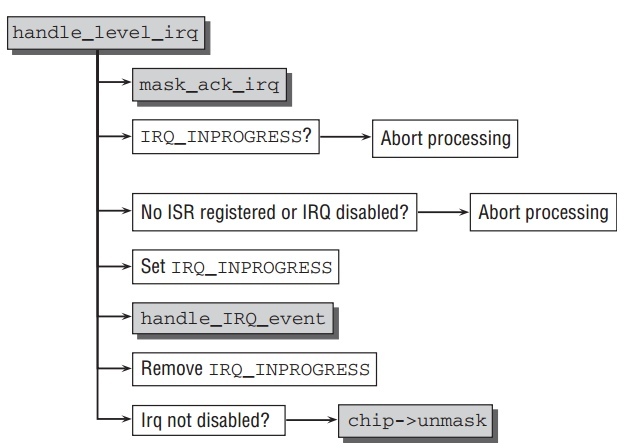 handle_level_irq
mask_ack_irq
IRQ_INPROGRESS?
Abort processing
No ISR registered or IRQ disabled?
Abort processing
Set IRQ_INPROGRESS
handle_IRQ_event
Remove IRQ_INPROGRESS
Irq not disabled?
chip->unmask